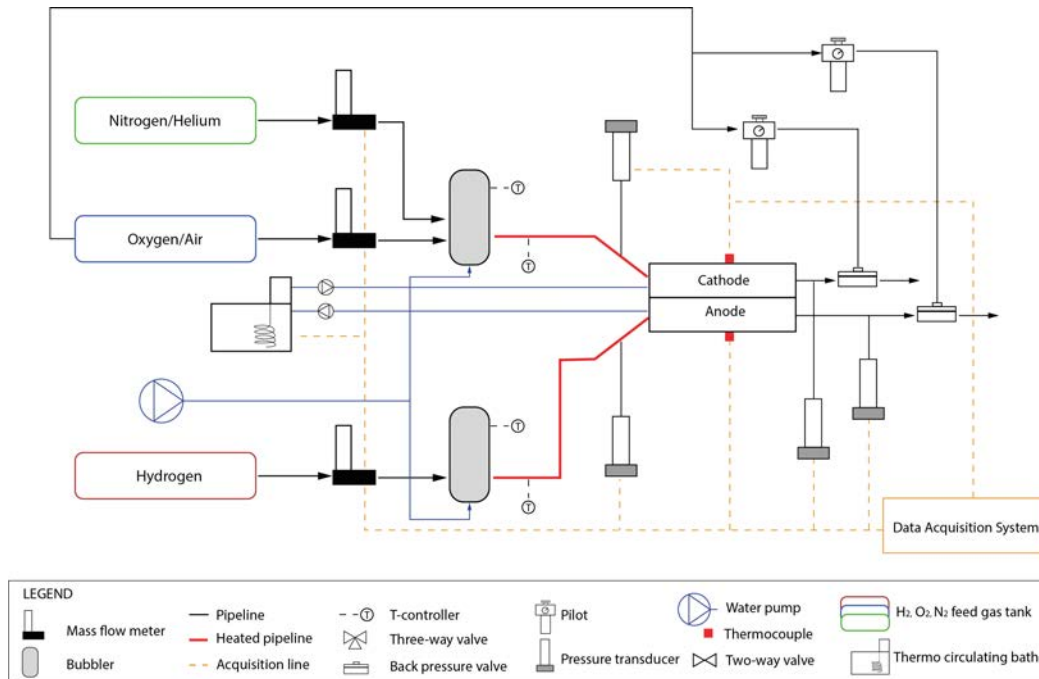 Nitrogen/Helium
T
Oxygen/Air
T
Cathode
Anode
T
Hydrogen
T
Data Acquisition System
LEGEND
Mass flow meter
Bubbler
Pipeline
Heated pipeline
Acquisition line
T
T-controller
Three-way valve
Back pressure valve
Pilot
Pressure transducer
Water pump
Thermocouple
Two-way valve
H2, O2, N2 feed gas tank
Thermo circulating bath